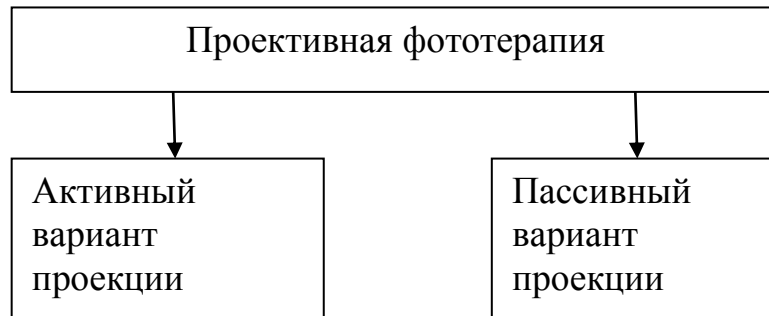 Проективная фототерапия
Активный
вариант
проекции
Пассивный
вариант
проекции